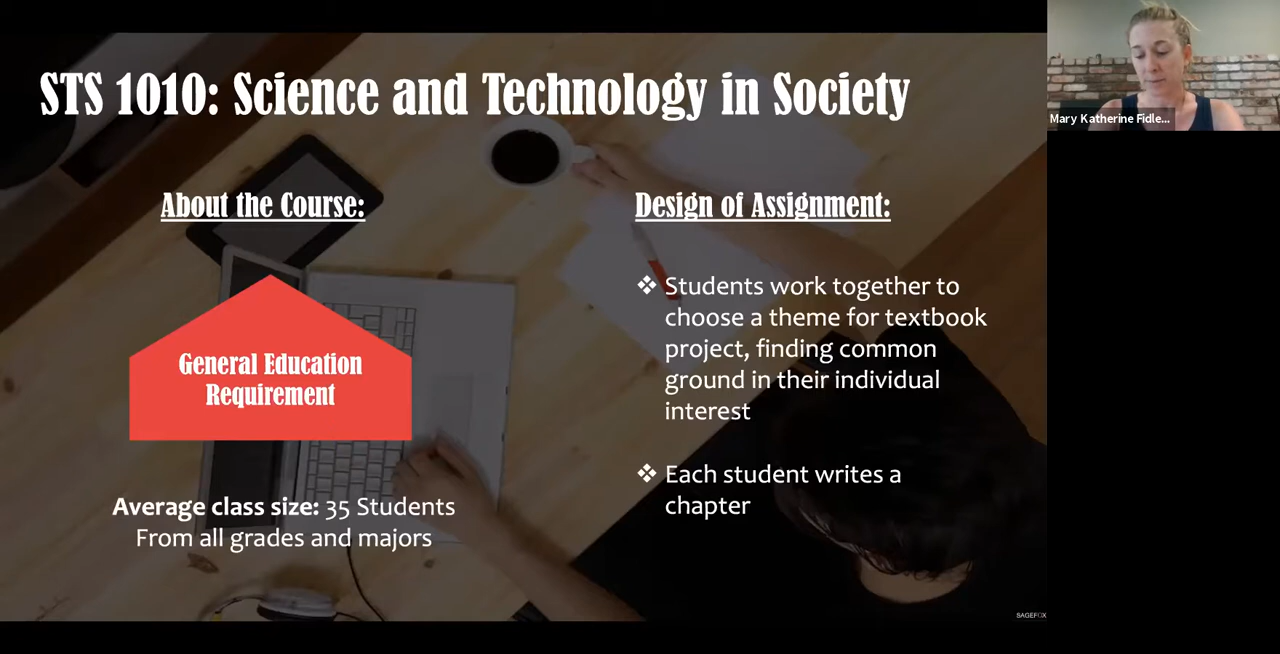 STS 1010: Science and Technology in Society
About the Course:
General Education
Requirement
Average class size: 35 Students
From all grades and majors
Design of Assignment:
❖ Students work together to
choose a theme for textbook
project, finding common
ground in their individual
interest
❖ Each student writes a
chapter
SAGEFOX
Mary Katherine Fidle...